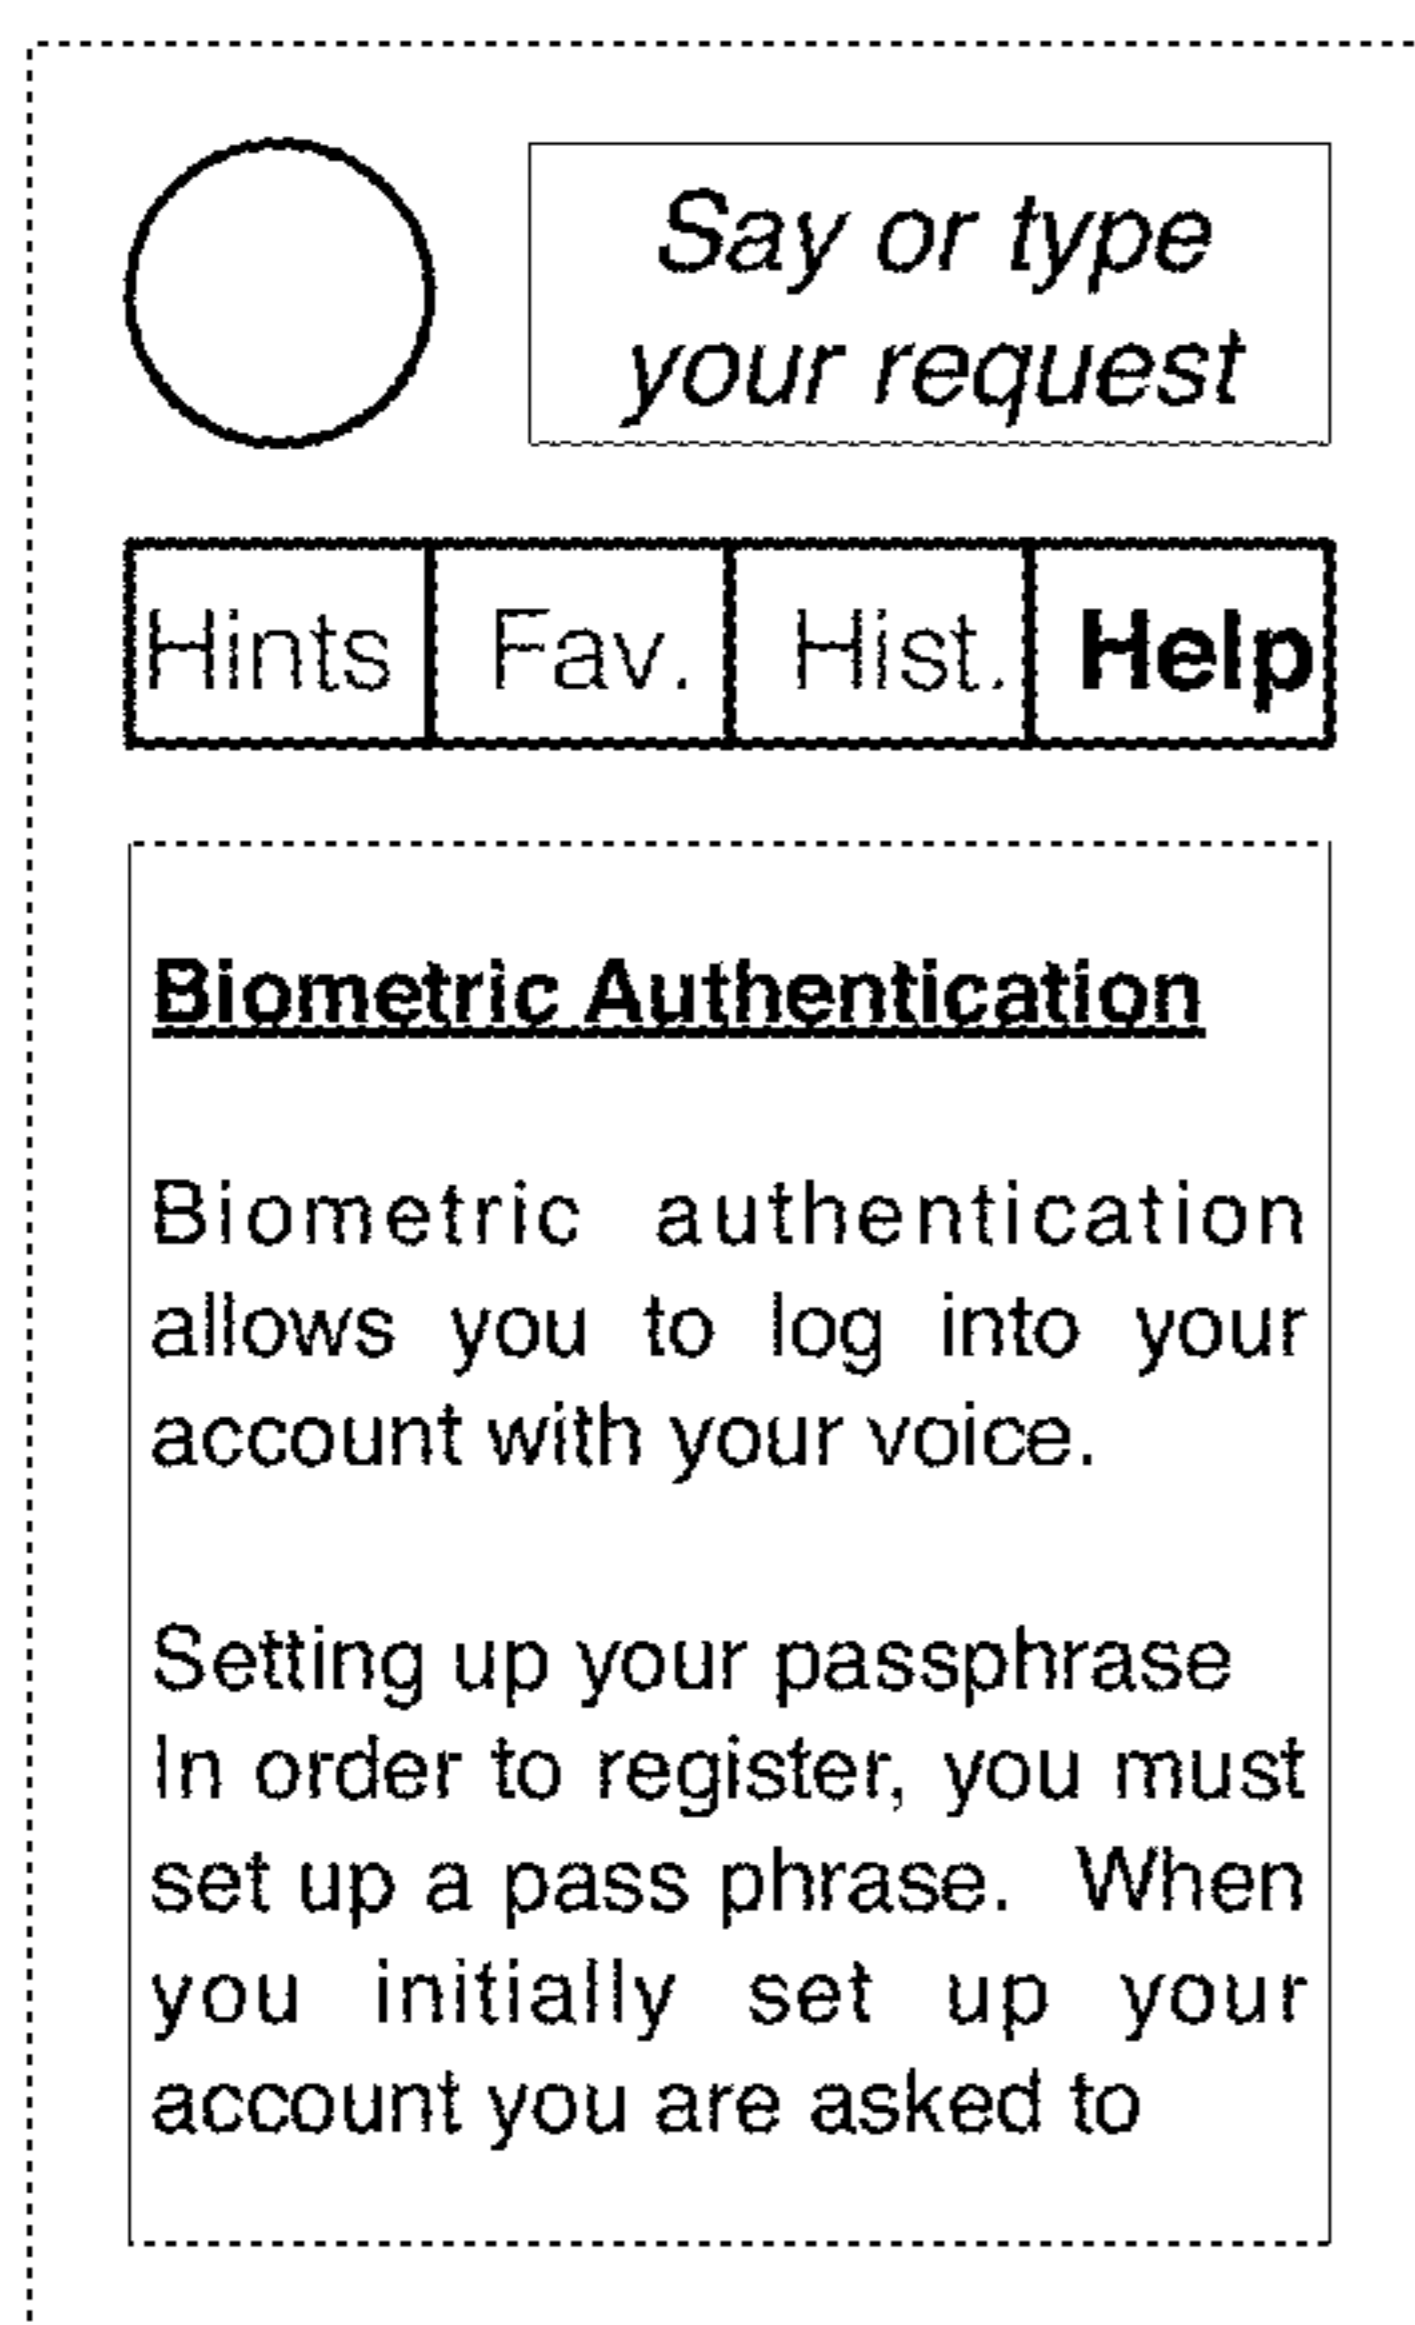 Say or type
your request
Hints Fav. Hist. Help
Biometric Authentication
Biometric authentication
allows you to log into your
account with your voice.
Setting up your passphrase
In order to register, you must
set up a pass phrase. When
you initially set up your
account you are asked to